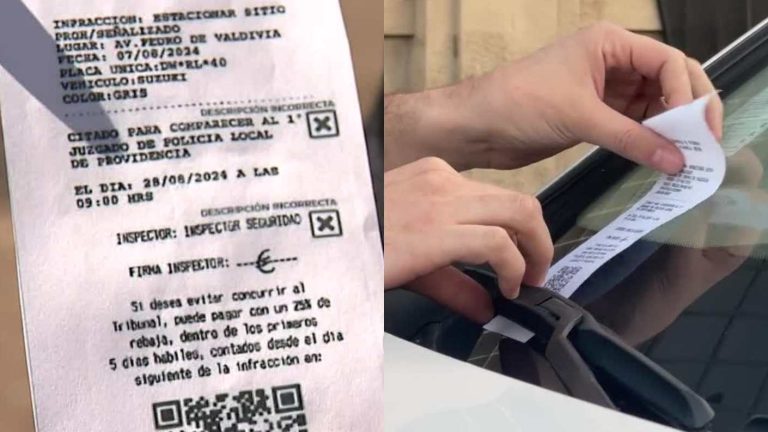 INFRACCION: ESTACIONAR SITIO
PROH/SEÑALIZADO
LUGAR: AV.PEDRO DE VALDIVIA
FECHA: 07/08/2024
PLACA UNICA:DW*RL*40
VEHICULO:SUZUKI
COLOR:GRIS
DESCRIPCIÓN INCORRECTA
CITADO PARA COMPARECER AL 1°
JUZGADO DE POLICIA LOCAL
DE PROVIDENCIA
EL DIA: 28/08/2024 A LAS
09:00 HRS
DESCRIPCIÓN INCORRECTA
INSPECTOR: INSPECTOR SEGURIDAD
FIRMA INSPECTOR:
Si desea evitar concurrir al
Tribunal, puede pagar con un 25% de
rebaja, dentro de los primeros
5 días hábiles, contados desde el día
siguiente de la infracción en: